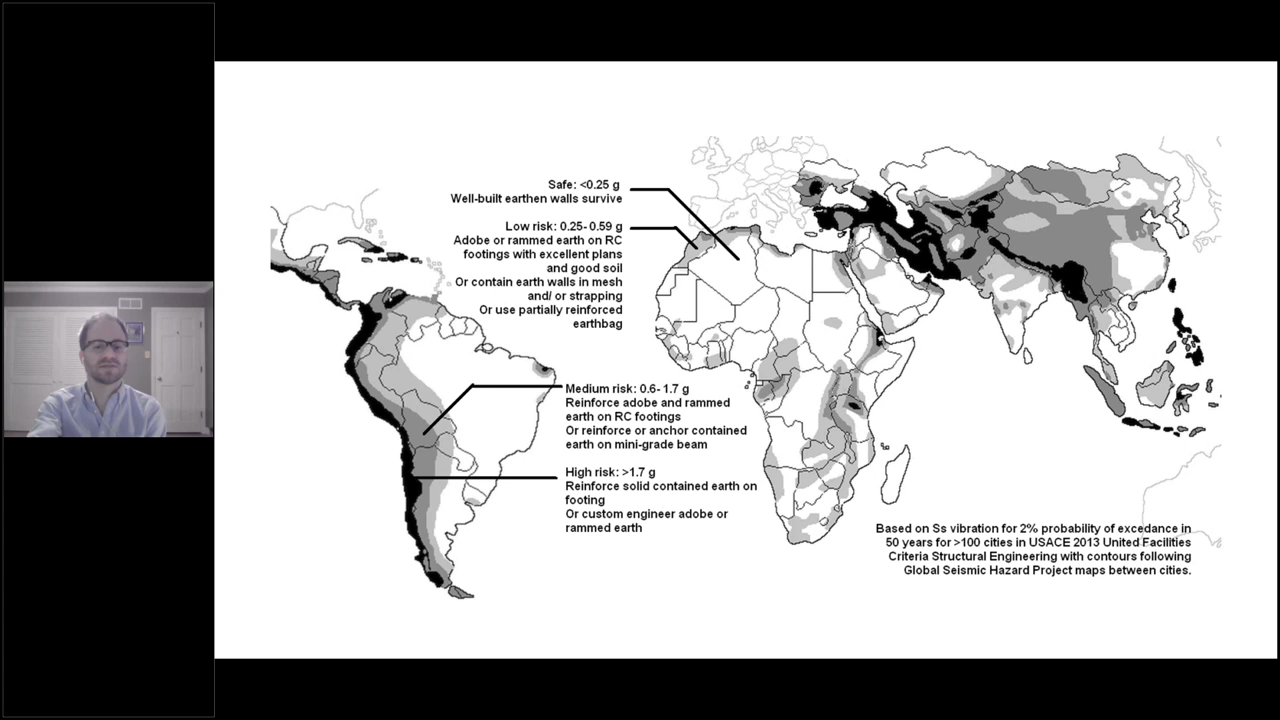 Safe: <0.25 g
Well-built earthen walls survive
Low risk: 0.25- 0.59 g
Adobe or rammed earth on RC
footings with excellent plans
and good soil
Or contain earth walls in mesh
and/ or strapping
Or use partially reinforced
earthbag
Medium risk: 0.6- 1.7 g
Reinforce adobe and rammed
earth on RC footings
Or reinforce or anchor contained
earth on mini-grade beam
High risk: >1.7 g
Reinforce solid contained earth on
footing
Or custom engineer adobe or
rammed earth
Based on Ss vibration for 2% probability of excedance in
50 years for >100 cities in USACE 2013 United Facilities
Criteria Structural Engineering with contours following
Global Seismic Hazard Project maps between cities.